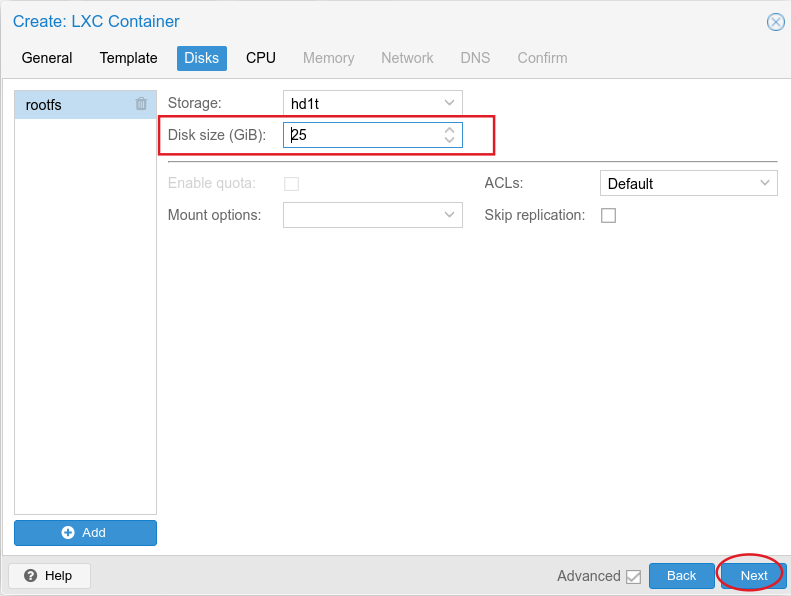 Create: LXC Container
General Template Disks CPU Memory Network DNS Confirm
rootfs
Storage: hd1t
Disk size (GiB): 25
Enable quota: ACLs: Default
Mount options: Skip replication:
Add
Help Advanced Back Next